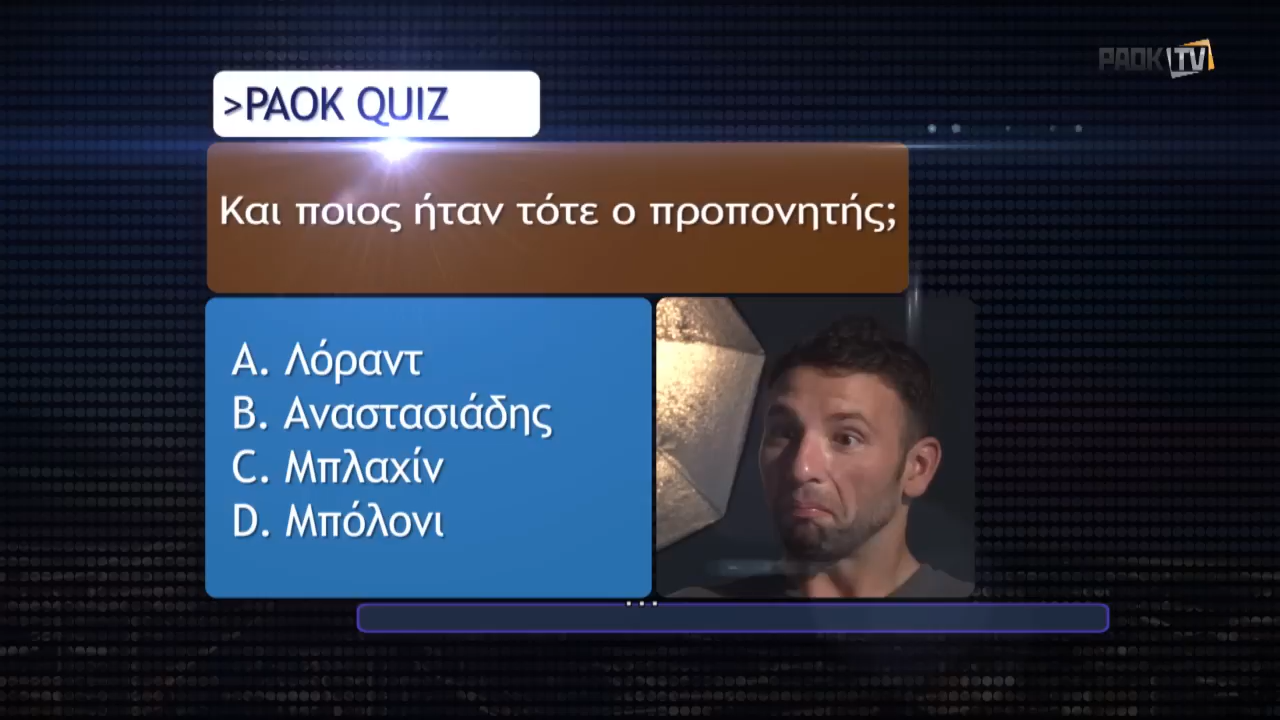 PAOK TV
>PAOK QUIZ
Και ποιος ήταν τότε ο προπονητής;
A. Λόραντ
B. Αναστασιάδης
C. Μπλαχίν
D. Μπόλονι
...